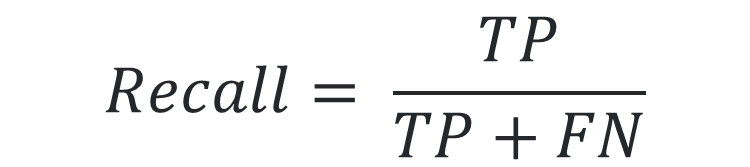 TP
Recall =
TP + FN